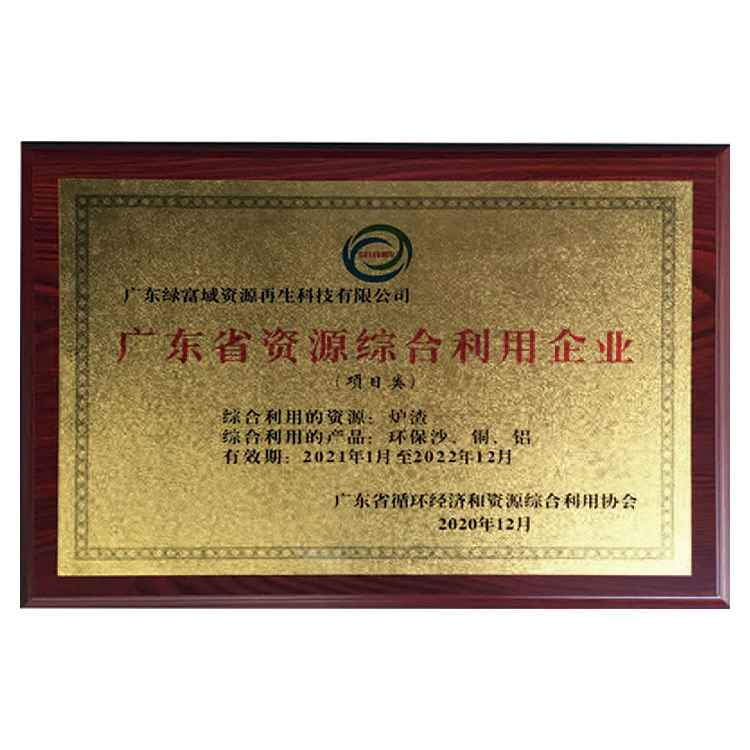 广东绿富域资源再生科技有限公司
广东省资源综合利用企业
(项目类)
综合利用的资源：炉渣
综合利用的产品：环保沙、铜、铝
有效期：2021年1月至2022年12月
广东省循环经济和资源综合利用协会
2020年12月